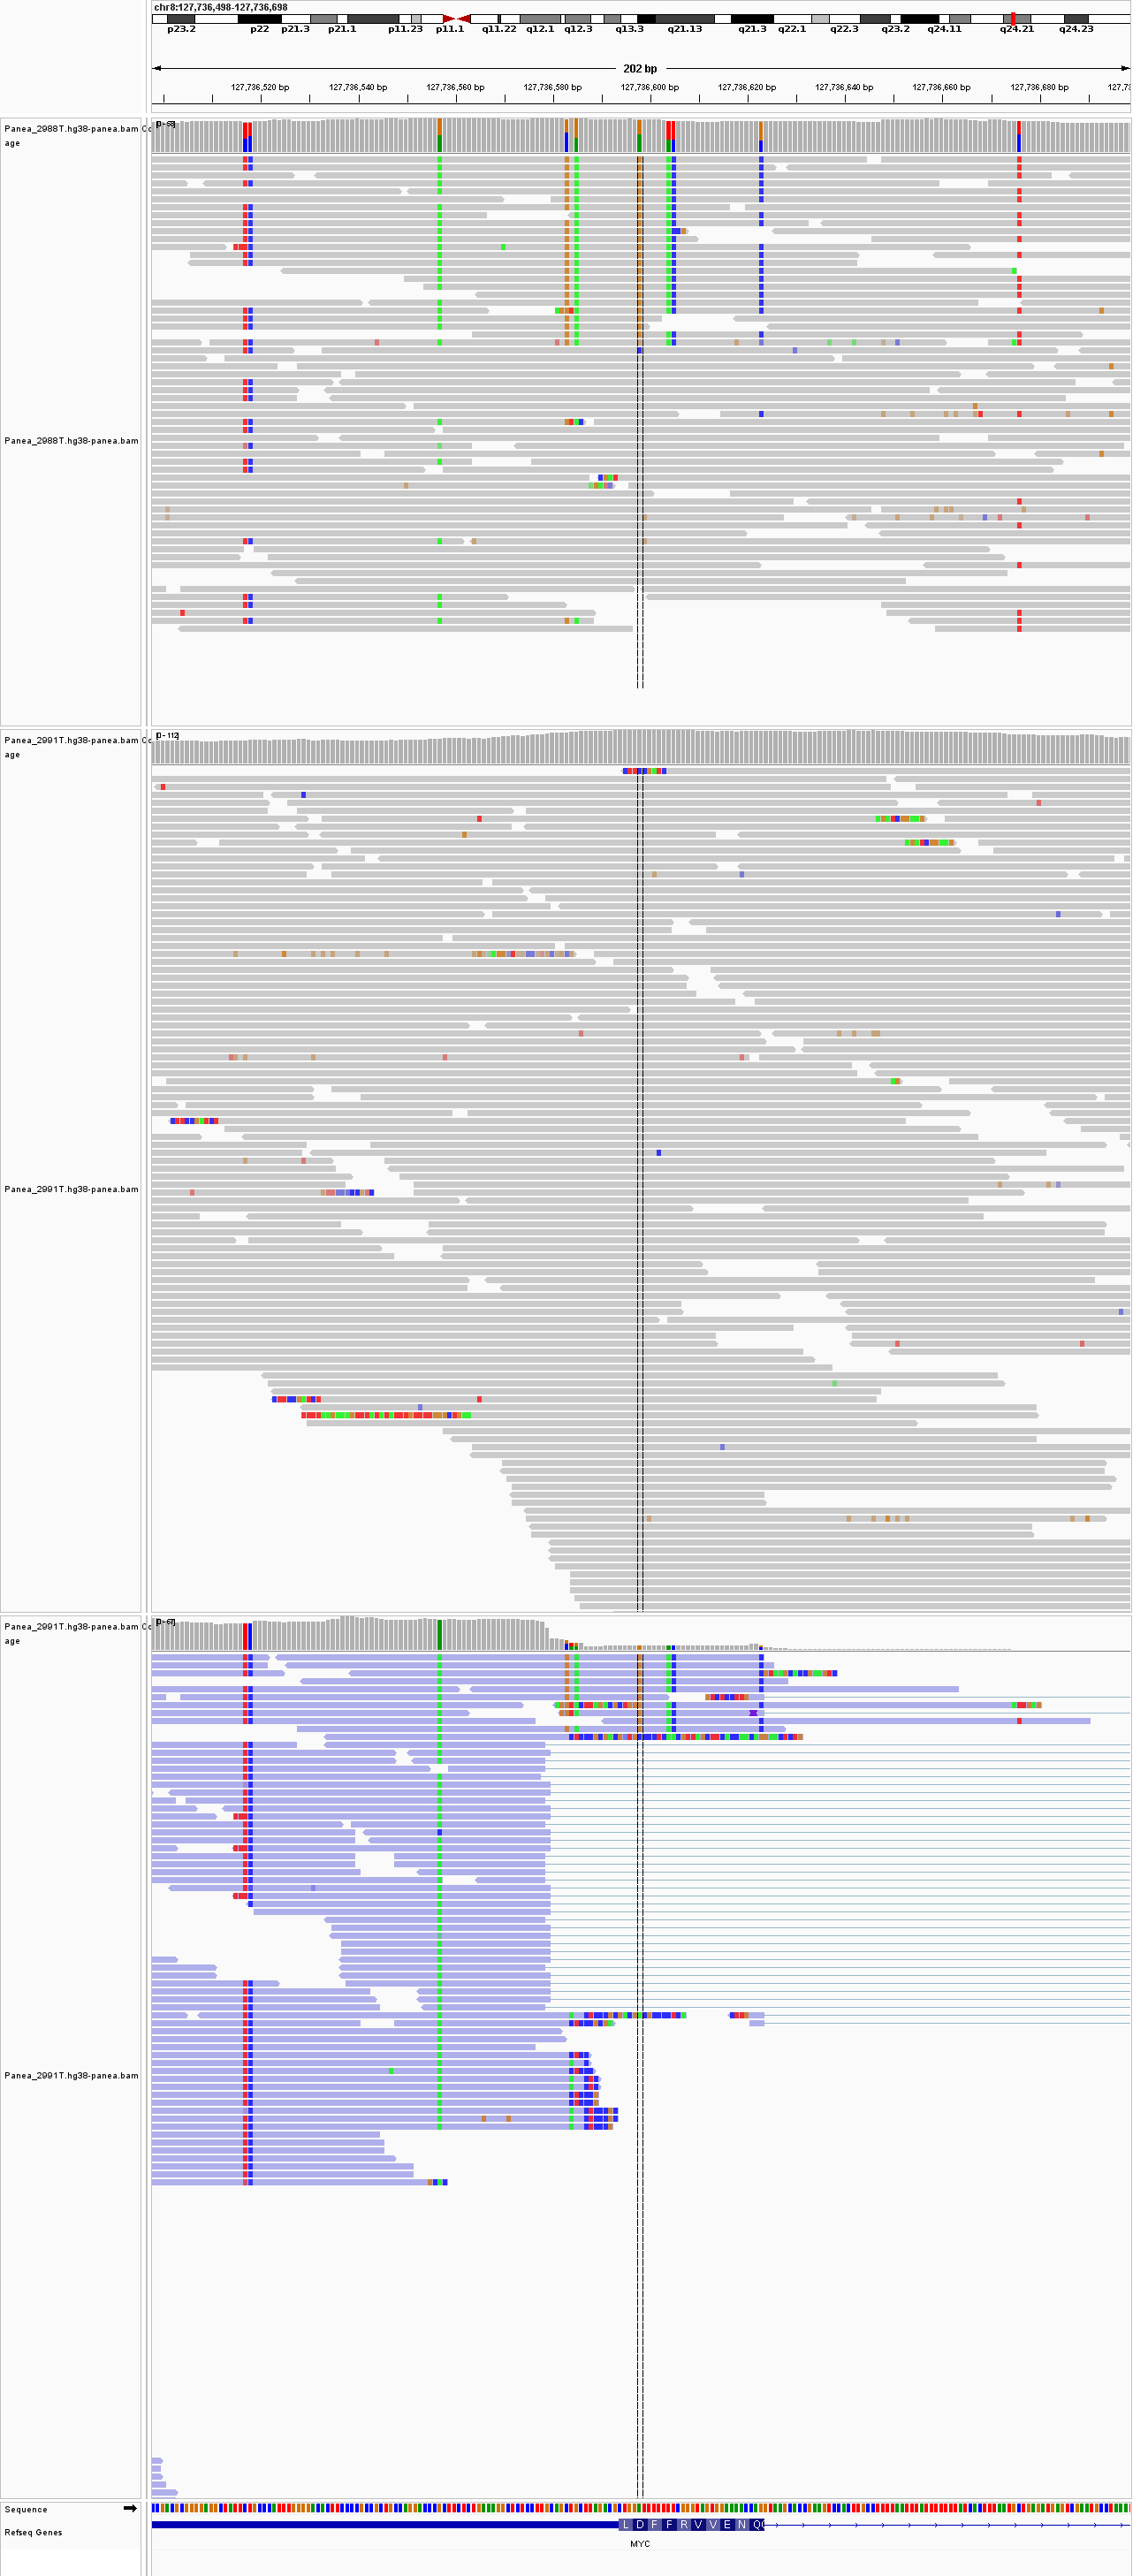 chr8:127,736,498-127,736,698
p23.2 p22 p21.3 p21.1 p11.23 p11.1 q11.22 q12.1 q12.3 q13.3 q21.13 q21.3 q22.1 q22.3 q23.2 q24.11 q24.21 q24.23
202 bp
127,736,520 bp 127,736,540 bp 127,736,560 bp 127,736,580 bp 127,736,600 bp 127,736,620 bp 127,736,640 bp 127,736,660 bp 127,736,680 bp 127,73
Panea_2988T.hg38-panea.bam Co
age
Panea_2988T.hg38-panea.bam
Panea_2991T.hg38-panea.bam Co
[0 - 112]
age
Panea_2991T.hg38-panea.bam
Panea_2991T.hg38-panea.bam Co
[0 - 67]
age
Panea_2991T.hg38-panea.bam
Sequence
Refseq Genes
L D F F R V V E N Q
MYC